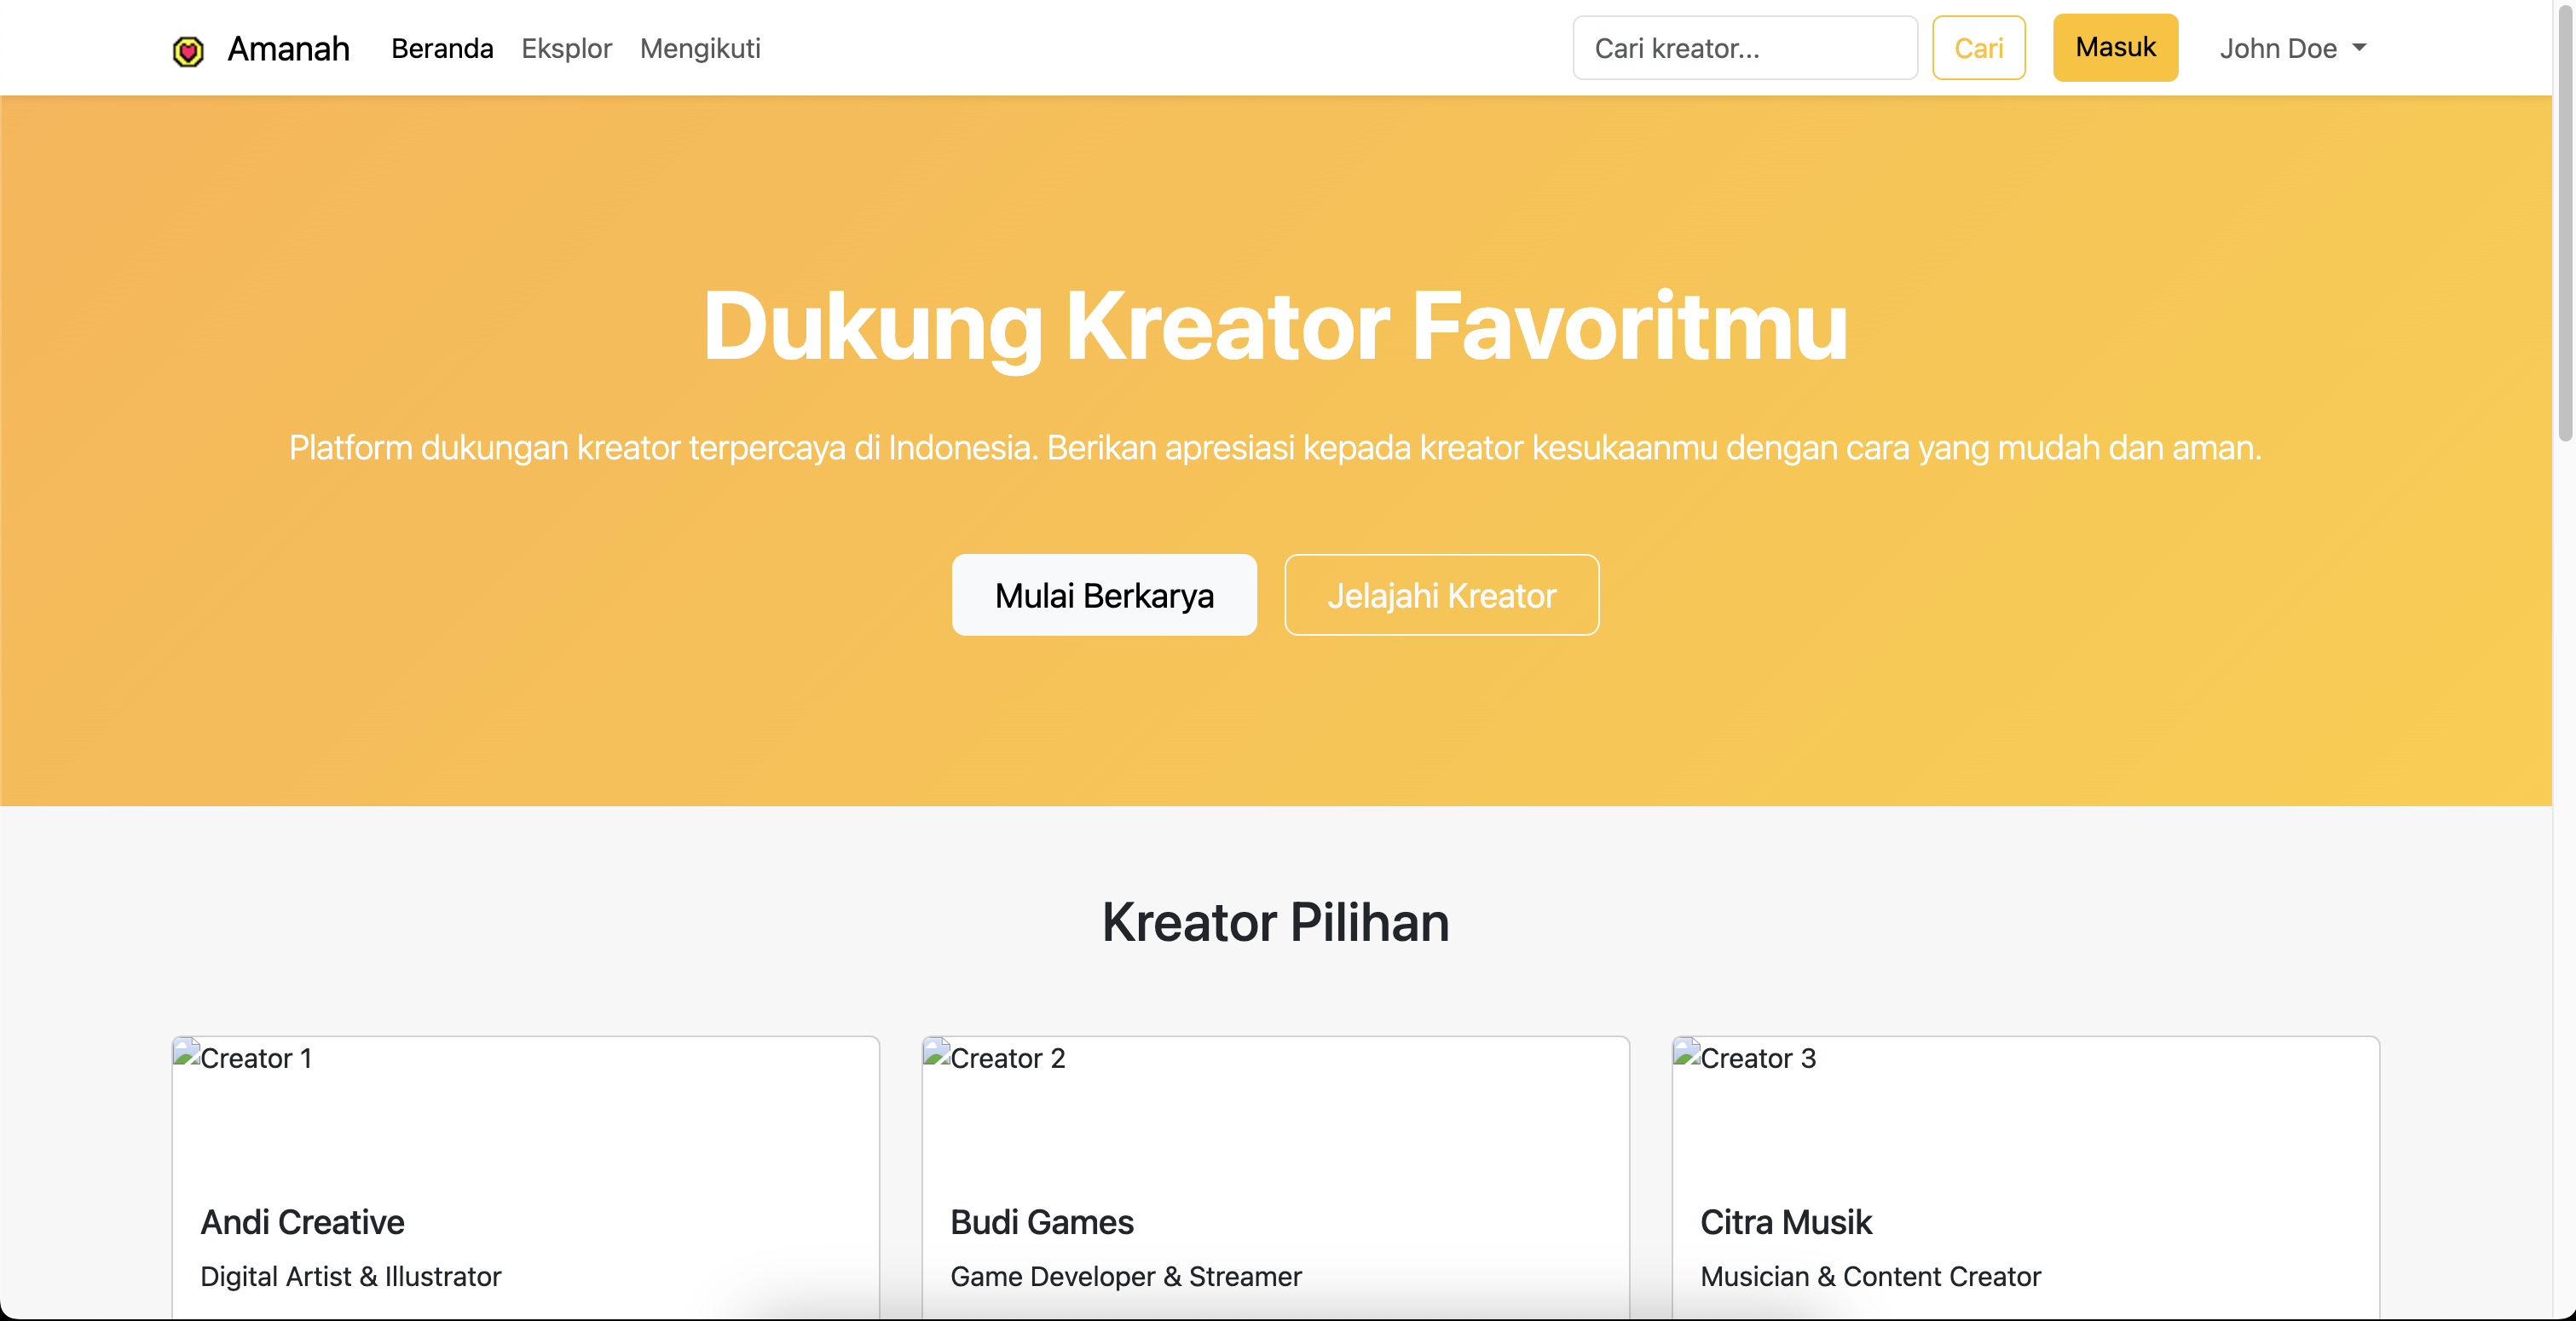 Amanah Beranda Eksplor Mengikuti Cari kreator... Cari Masuk John Doe
Dukung Kreator Favoritmu
Platform dukungan kreator terpercaya di Indonesia. Berikan apresiasi kepada kreator kesukaanmu dengan cara yang mudah dan aman.
Mulai Berkarya Jelajahi Kreator
Kreator Pilihan
Creator 1
Andi Creative
Digital Artist & Illustrator
Creator 2
Budi Games
Game Developer & Streamer
Creator 3
Citra Musik
Musician & Content Creator